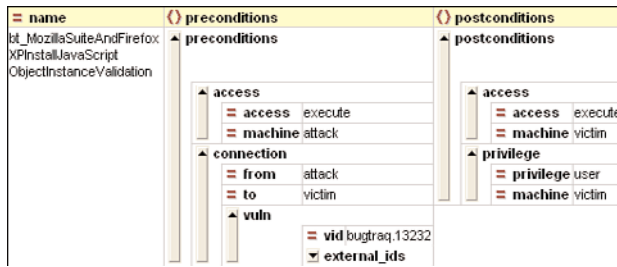 = name () preconditions () postconditions
bt_MozillaSuiteAndFirefox preconditions postconditions
XPInstallJavaScript
ObjectInstanceValidation
access access
= access execute = access execute
= machine attack = machine victim
connection privilege
= from attack = privilege user
= to victim = machine victim
vuln
= vid bugtraq.13232
external_ids